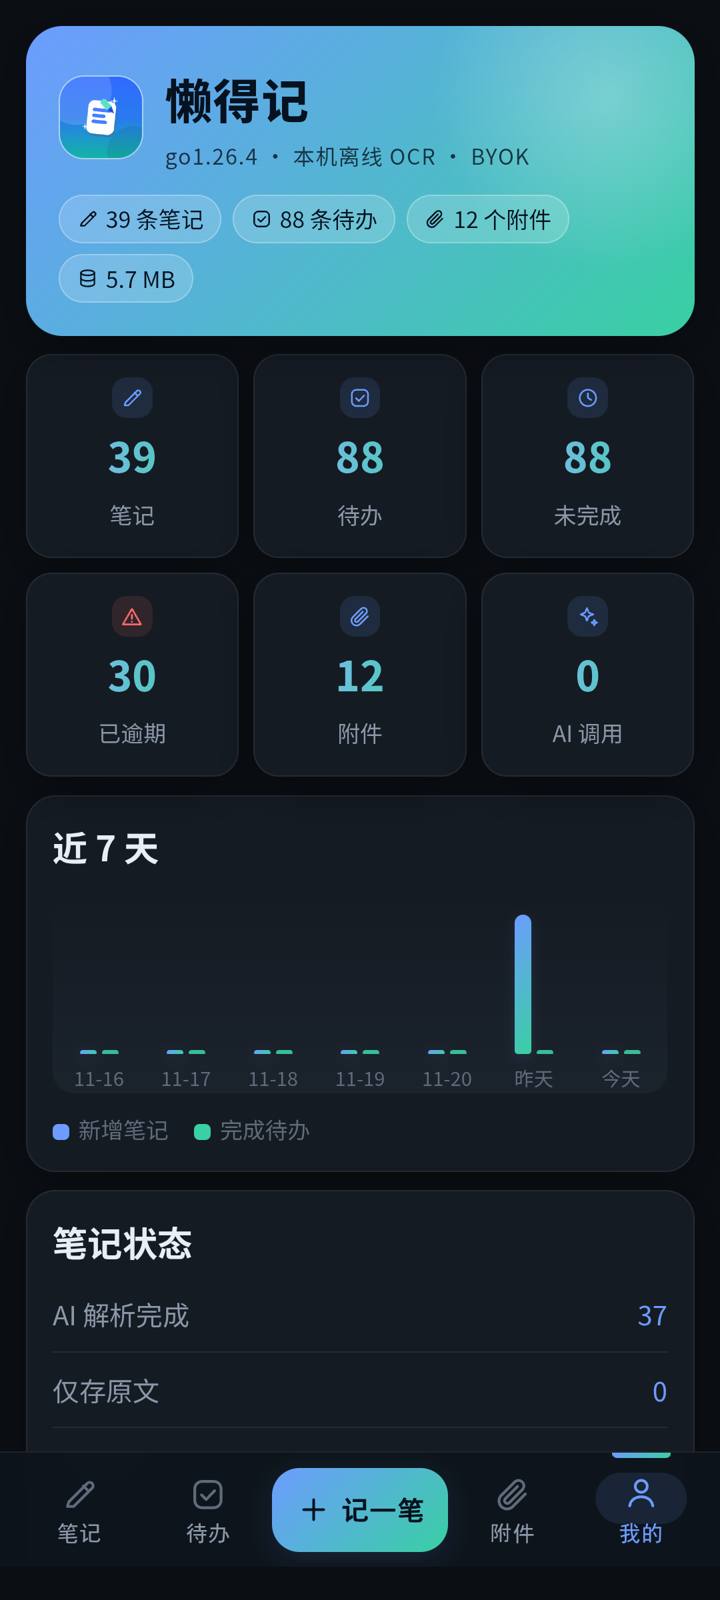 懒得记
go1.26.4 · 本机离线 OCR · BYOK
39 条笔记 88 条待办 12 个附件
5.7 MB
39 88 88
笔记 待办 未完成
30 12 0
已逾期 附件 AI 调用
近 7 天
11-16 11-17 11-18 11-19 11-20 昨天 今天
新增笔记 完成待办
笔记状态
AI 解析完成 37
仅存原文 0
笔记 待办 + 记一笔 附件 我的